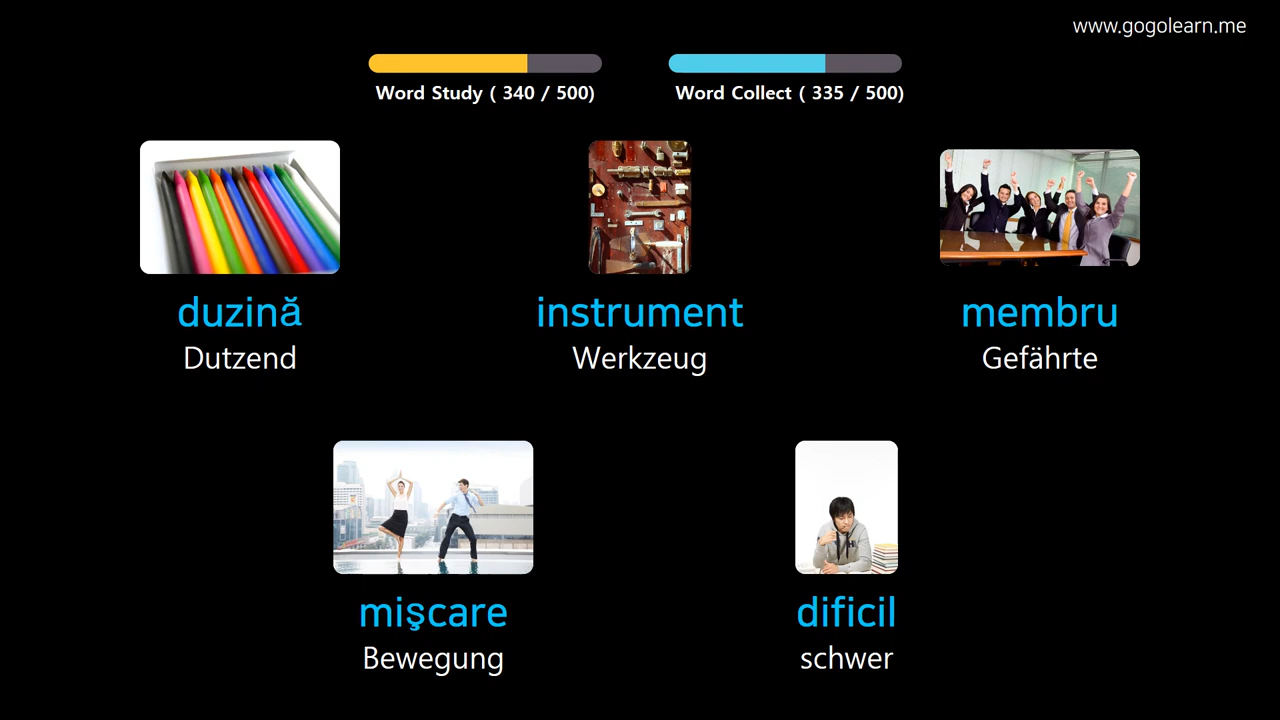 www.gogolearn.me
Word Study ( 340 / 500)
Word Collect ( 335 / 500)
duzină
Dutzend
instrument
Werkzeug
membru
Gefährte
mişcare
Bewegung
dificil
schwer